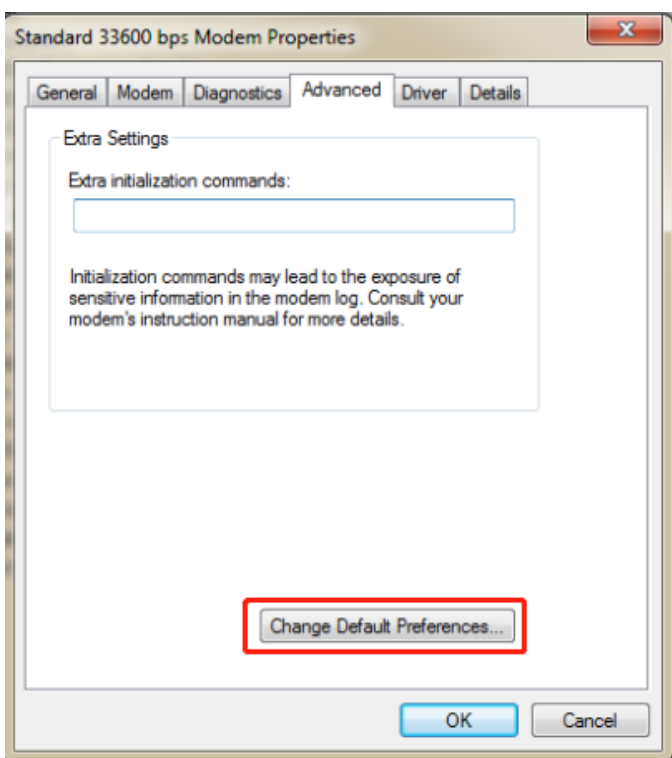 Standard 33600 bps Modem Properties
General Modem Diagnostics Advanced Driver Details
Extra Settings
Extra initialization commands:
Initialization commands may lead to the exposure of
sensitive information in the modem log. Consult your
modem's instruction manual for more details.
Change Default Preferences...
OK Cancel